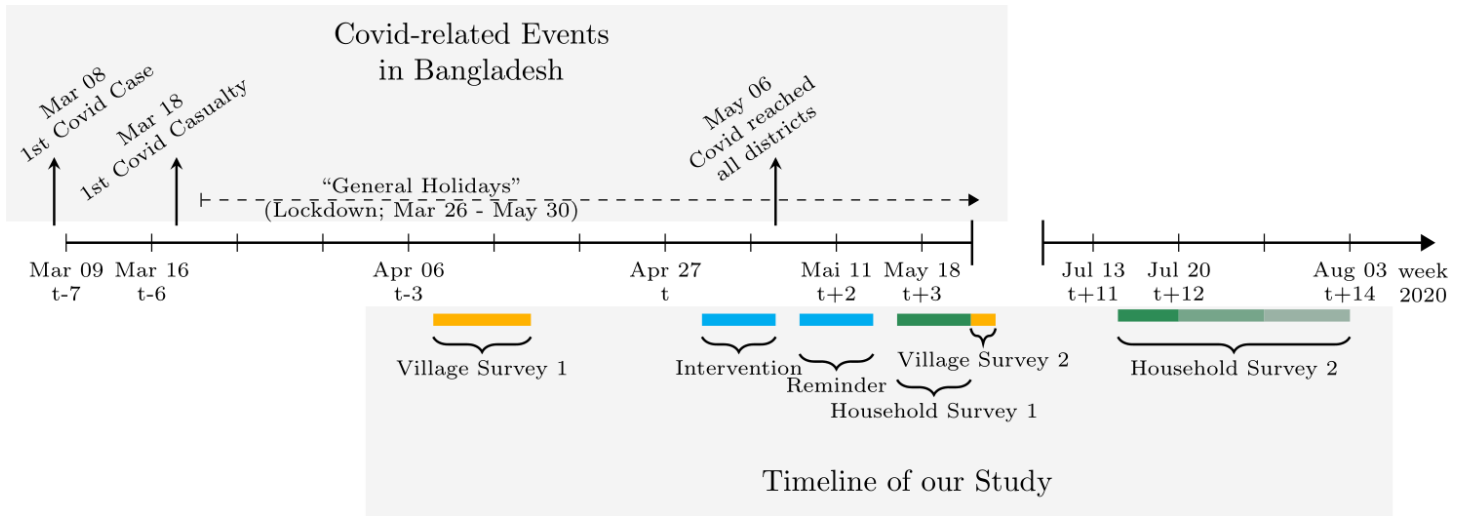 Covid-related Events
in Bangladesh
Mar 08
1st Covid Case
Mar 18
1st Covid Casualty
May 06
Covid reached
all districts
“General Holidays”
(Lockdown; Mar 26 - May 30)
Mar 09
t-7
Mar 16
t-6
Apr 06
t-3
Apr 27
t
Mai 11
t+2
May 18
t+3
Jul 13
t+11
Jul 20
t+12
Aug 03
t+14
week
2020
Village Survey 1
Intervention
Reminder
Village Survey 2
Household Survey 1
Household Survey 2
Timeline of our Study